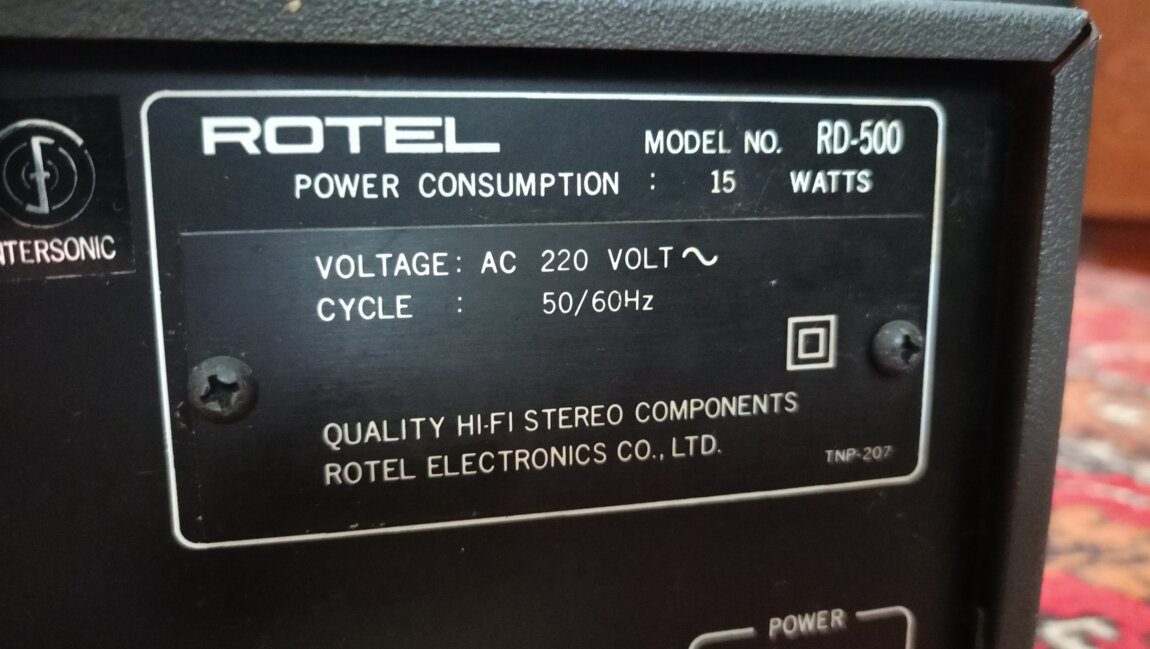 ROTEL MODEL NO. RD-500
POWER CONSUMPTION : 15 WATTS
NTERSONIC
VOLTAGE: AC 220 VOLT~
CYCLE : 50/60Hz
QUALITY HI-FI STEREO COMPONENTS
ROTEL ELECTRONICS CO., LTD.
TNP-207
POWER